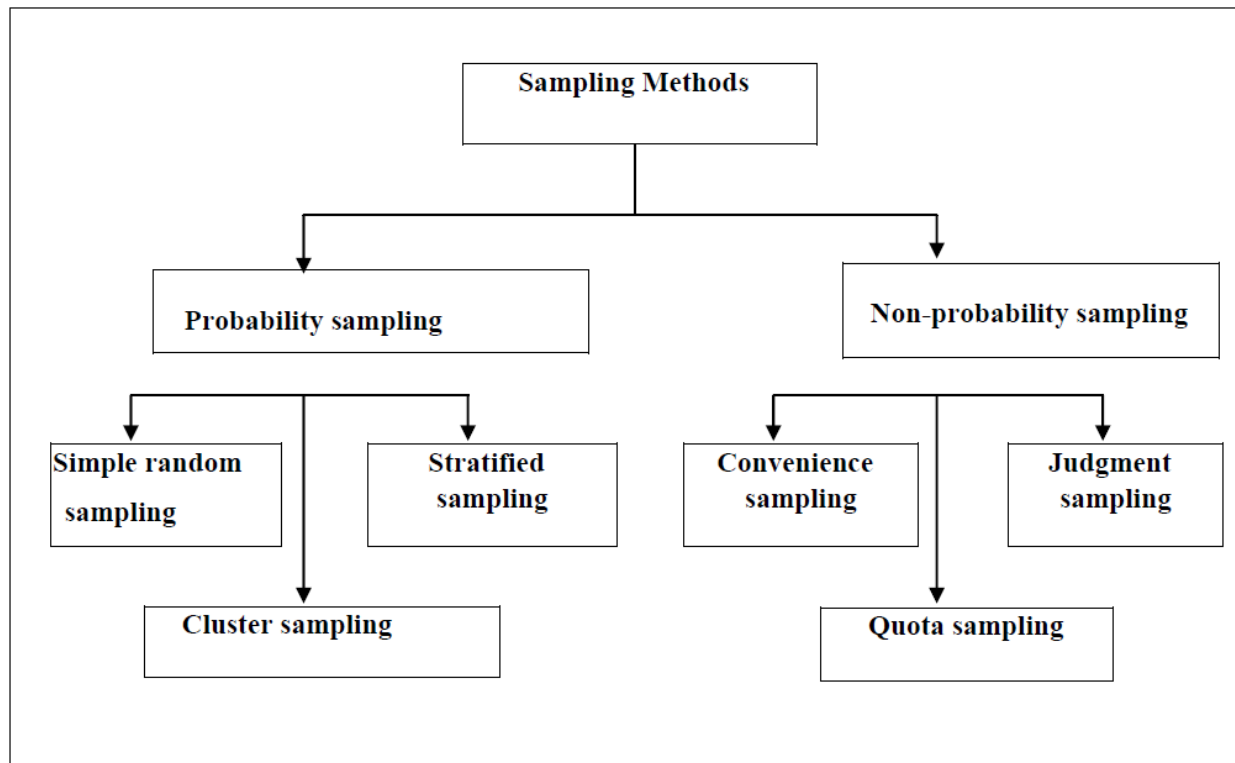 Sampling Methods
Probability sampling
Non-probability sampling
Simple random
sampling
Stratified
sampling
Convenience
sampling
Judgment
sampling
Cluster sampling
Quota sampling